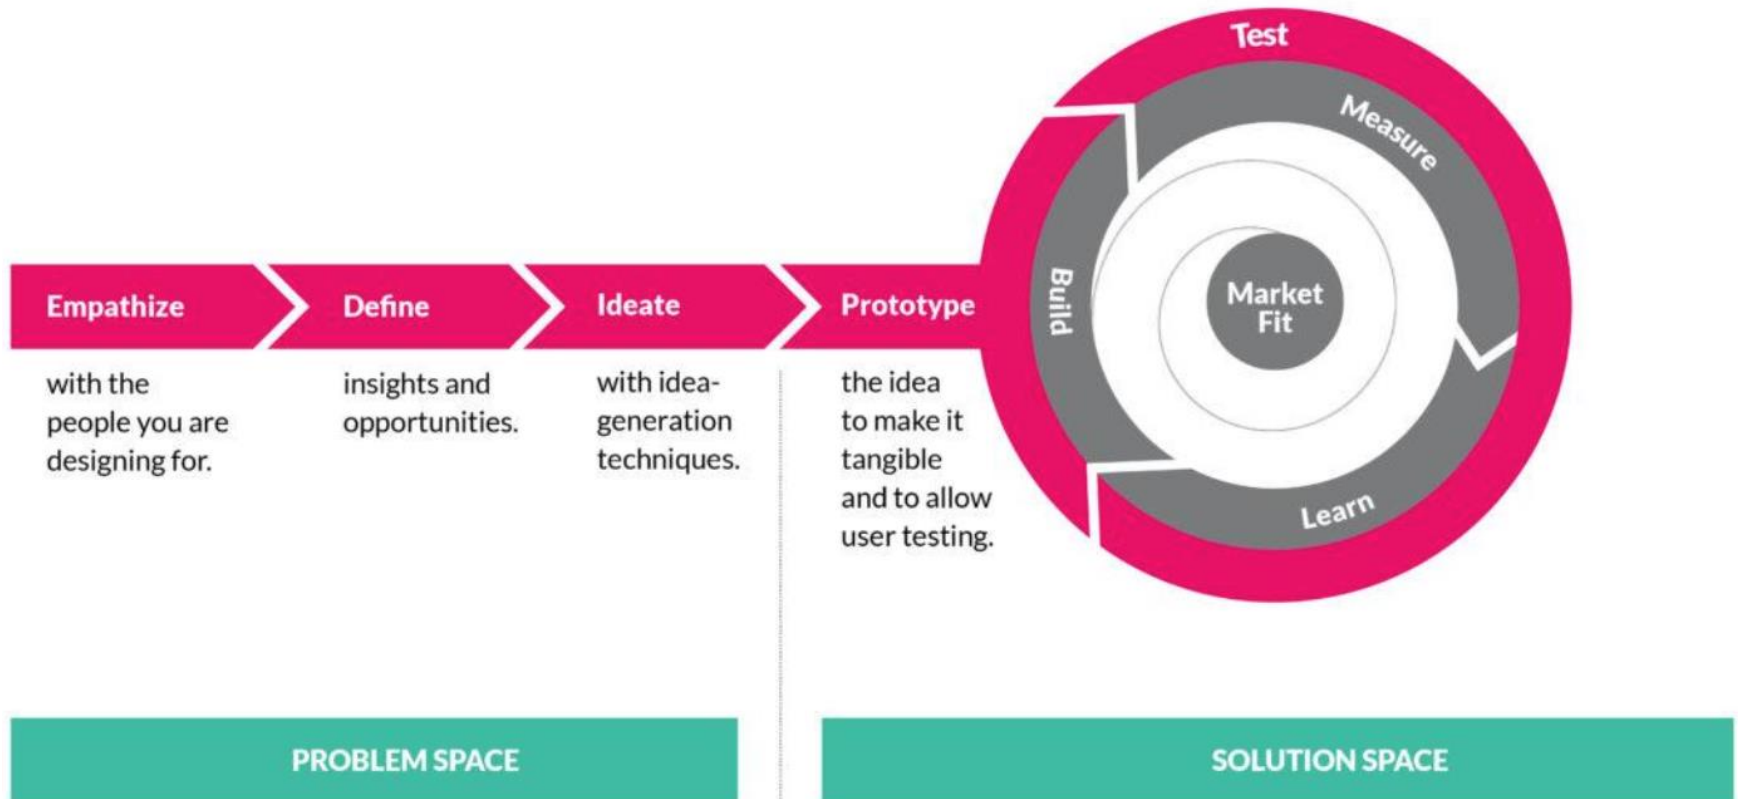 Test
Measure
Build
Learn
Market
Fit
Empathize
with the
people you are
designing for.
Define
insights and
opportunities.
Ideate
with idea-
generation
techniques.
Prototype
the idea
to make it
tangible
and to allow
user testing.
PROBLEM SPACE
SOLUTION SPACE